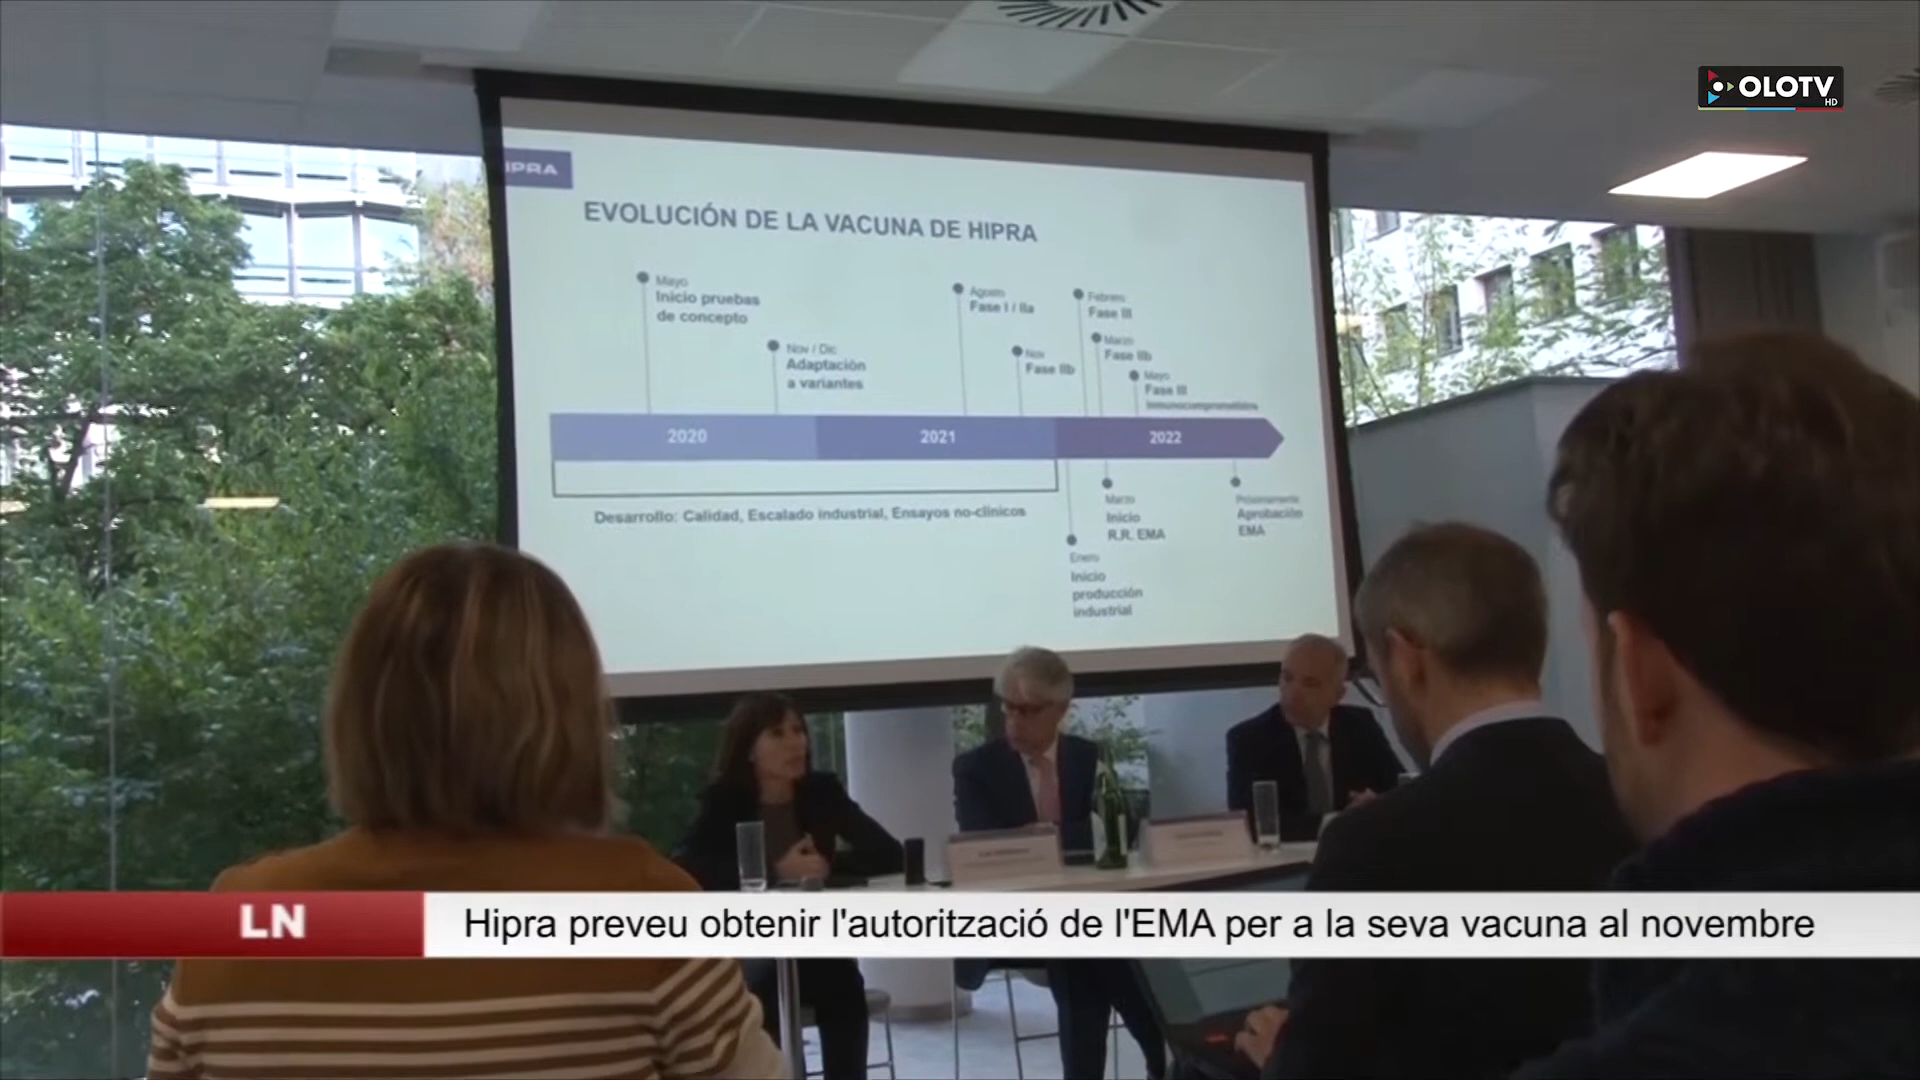 OLOTV
HD
IPRA
EVOLUCIÓN DE LA VACUNA DE HIPRA
Mayo
Inicio pruebas
de concepto
Nov / Dic
Adaptación
a variantes
Agosto
Fase I / IIa
Nov
Fase IIb
Febrero
Fase III
Marzo
Fase IIb
Mayo
Fase III
inmunocomprometidos
2020
2021
2022
Desarrollo: Calidad, Escalado industrial, Ensayos no-clínicos
Enero
Inicio
producción
industrial
Marzo
Inicio
R.R. EMA
Próximamente
Aprobación
EMA
LN
Hipra preveu obtenir l'autorització de l'EMA per a la seva vacuna al novembre